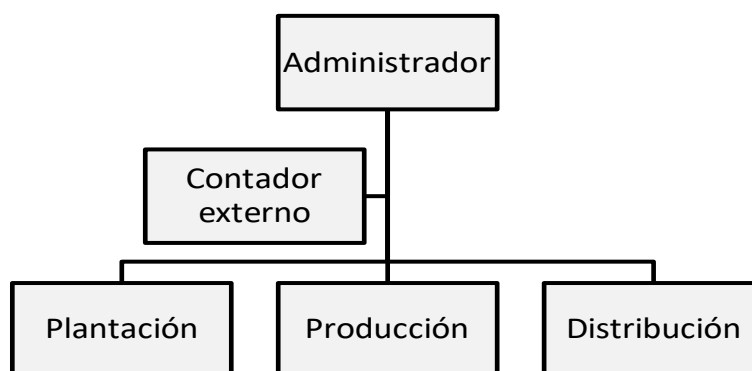 Administrador
Contador
externo
Plantación
Producción
Distribución